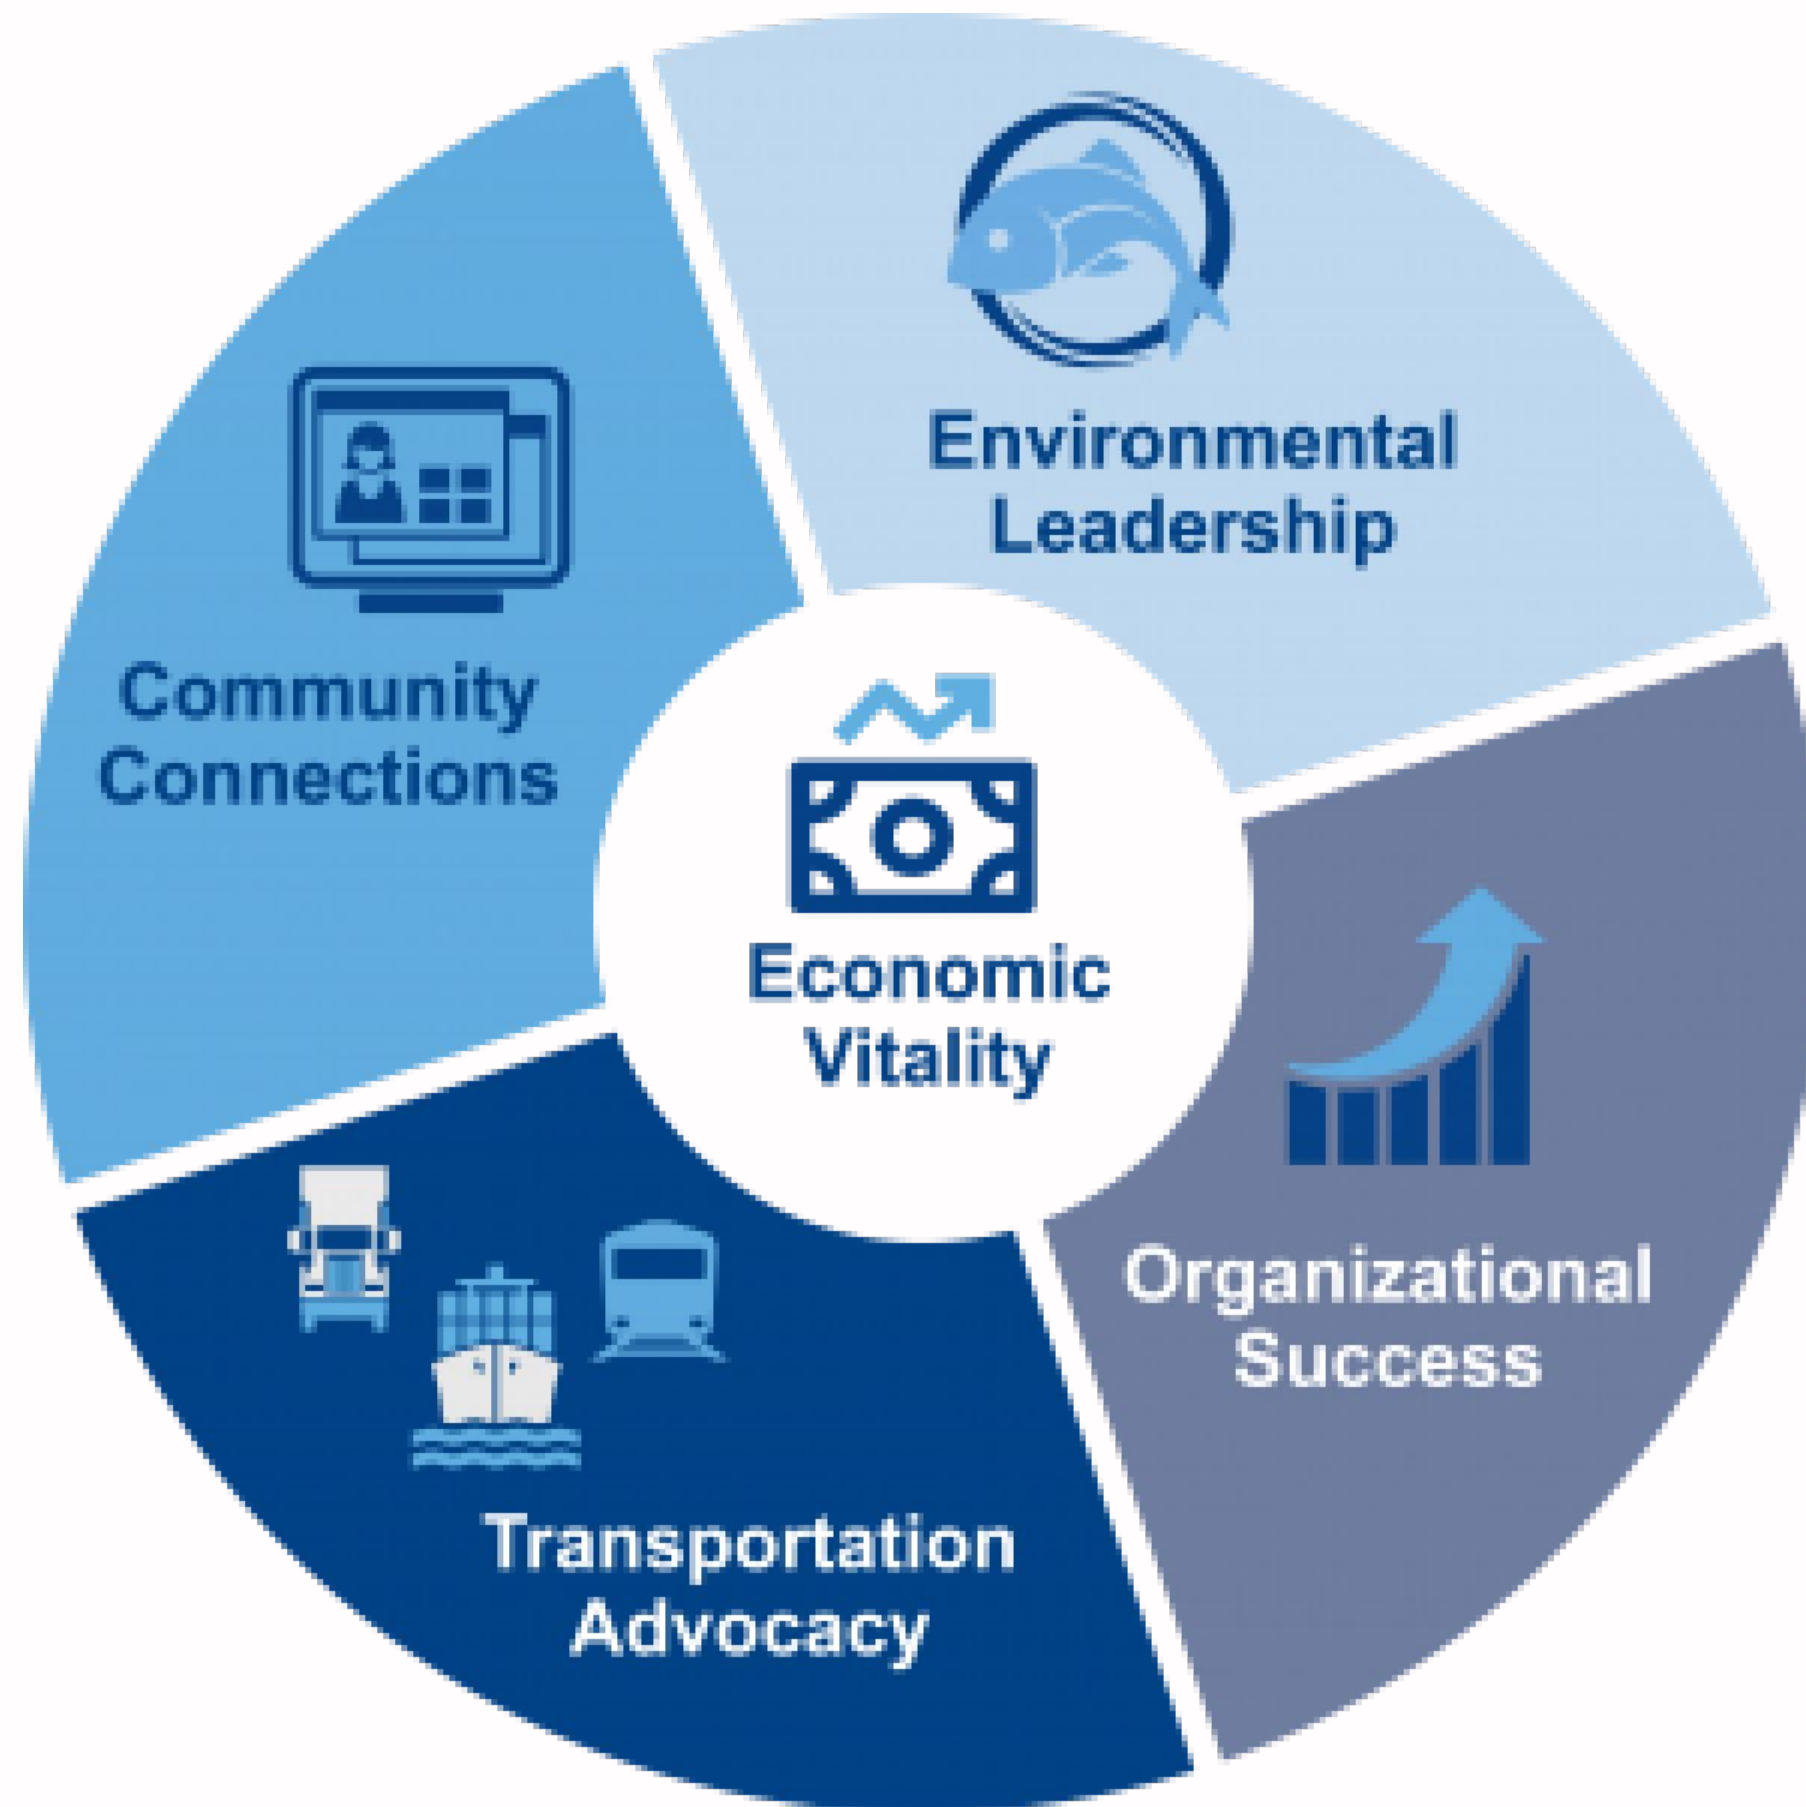 Environmental
Leadership
Community
Connections
Economic
Vitality
Organizational
Success
Transportation
Advocacy